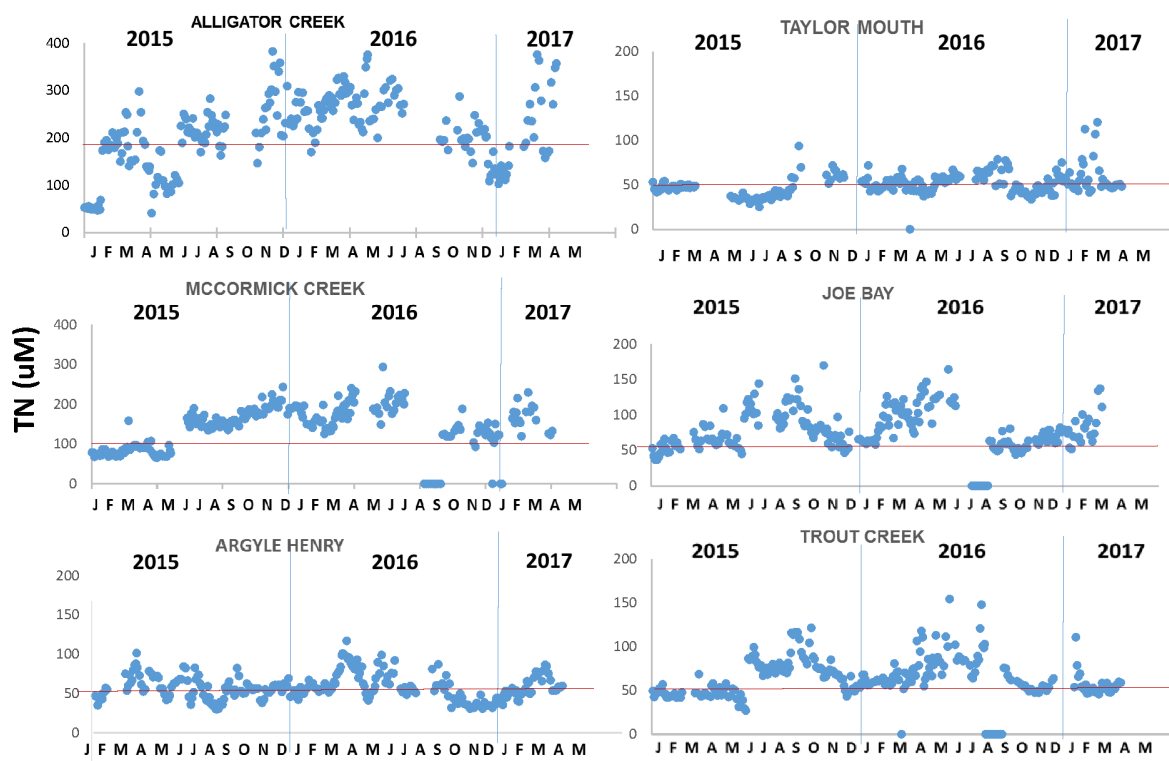 ALLIGATOR CREEK
2015 2016 2017
400
300
200
100
0
J F M A M J J A S O N D J F M A M J J A S O N D J F M A M
TAYLOR MOUTH
2015 2016 2017
200
150
100
50
0
J F M A M J J A S O N D J F M A M J J A S O N D J F M A M
TN (uM)
MCCORMICK CREEK
2015 2016 2017
400
300
200
100
0
J F M A M J J A S O N D J F M A M J J A S O N D J F M A M
JOE BAY
2015 2016 2017
200
150
100
50
0
J F M A M J J A S O N D J F M A M J J A S O N D J F M A M
ARGYLE HENRY
2015 2016 2017
200
150
100
50
0
J F M A M J J A S O N D J F M A M J J A S O N D J F M A M
TROUT CREEK
2015 2016 2017
200
150
100
50
0
J F M A M J J A S O N D J F M A M J J A S O N D J F M A M